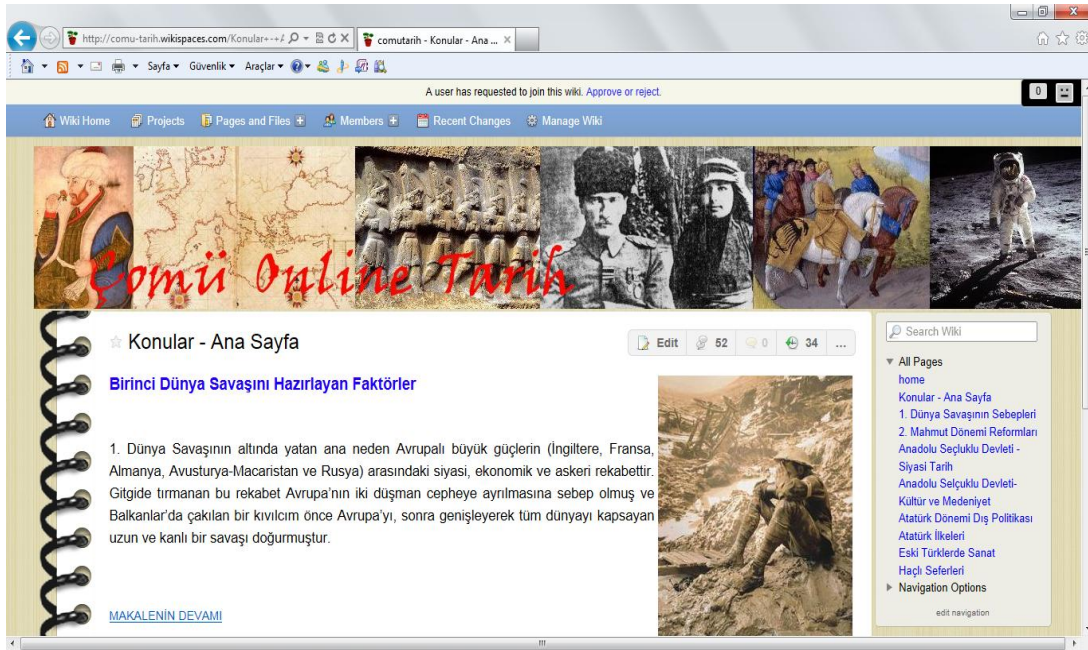 http://comu-tarih.wikispaces.com/Konular+-+
comutarih - Konular - Ana ...
Sayfa Güvenlik Araçlar
A user has requested to join this wiki. Approve or reject.
0
Wiki Home Projects Pages and Files Members Recent Changes Manage Wiki
Çomü Online Tarih
Konular - Ana Sayfa
Edit 52 0 34 ...
Birinci Dünya Savaşını Hazırlayan Faktörler
1. Dünya Savaşının altında yatan ana neden Avrupalı büyük güçlerin (İngiltere, Fransa,
Almanya, Avusturya-Macaristan ve Rusya) arasındaki siyasi, ekonomik ve askeri rekabettir.
Gitgide tırmanan bu rekabet Avrupa'nın iki düşman cepheye ayrılmasına sebep olmuş ve
Balkanlar'da çakılan bir kıvılcım önce Avrupa'yı, sonra genişleyerek tüm dünyayı kapsayan
uzun ve kanlı bir savaşı doğurmuştur.
MAKALENİN DEVAMI
Search Wiki
All Pages
home
Konular - Ana Sayfa
1. Dünya Savaşının Sebepleri
2. Mahmut Dönemi Reformları
Anadolu Seçluklu Devleti -
Siyasi Tarih
Anadolu Selçuklu Devleti-
Kültür ve Medeniyet
Atatürk Dönemi Dış Politikası
Atatürk İlkeleri
Eski Türklerde Sanat
Haçlı Seferleri
Navigation Options
edit navigation